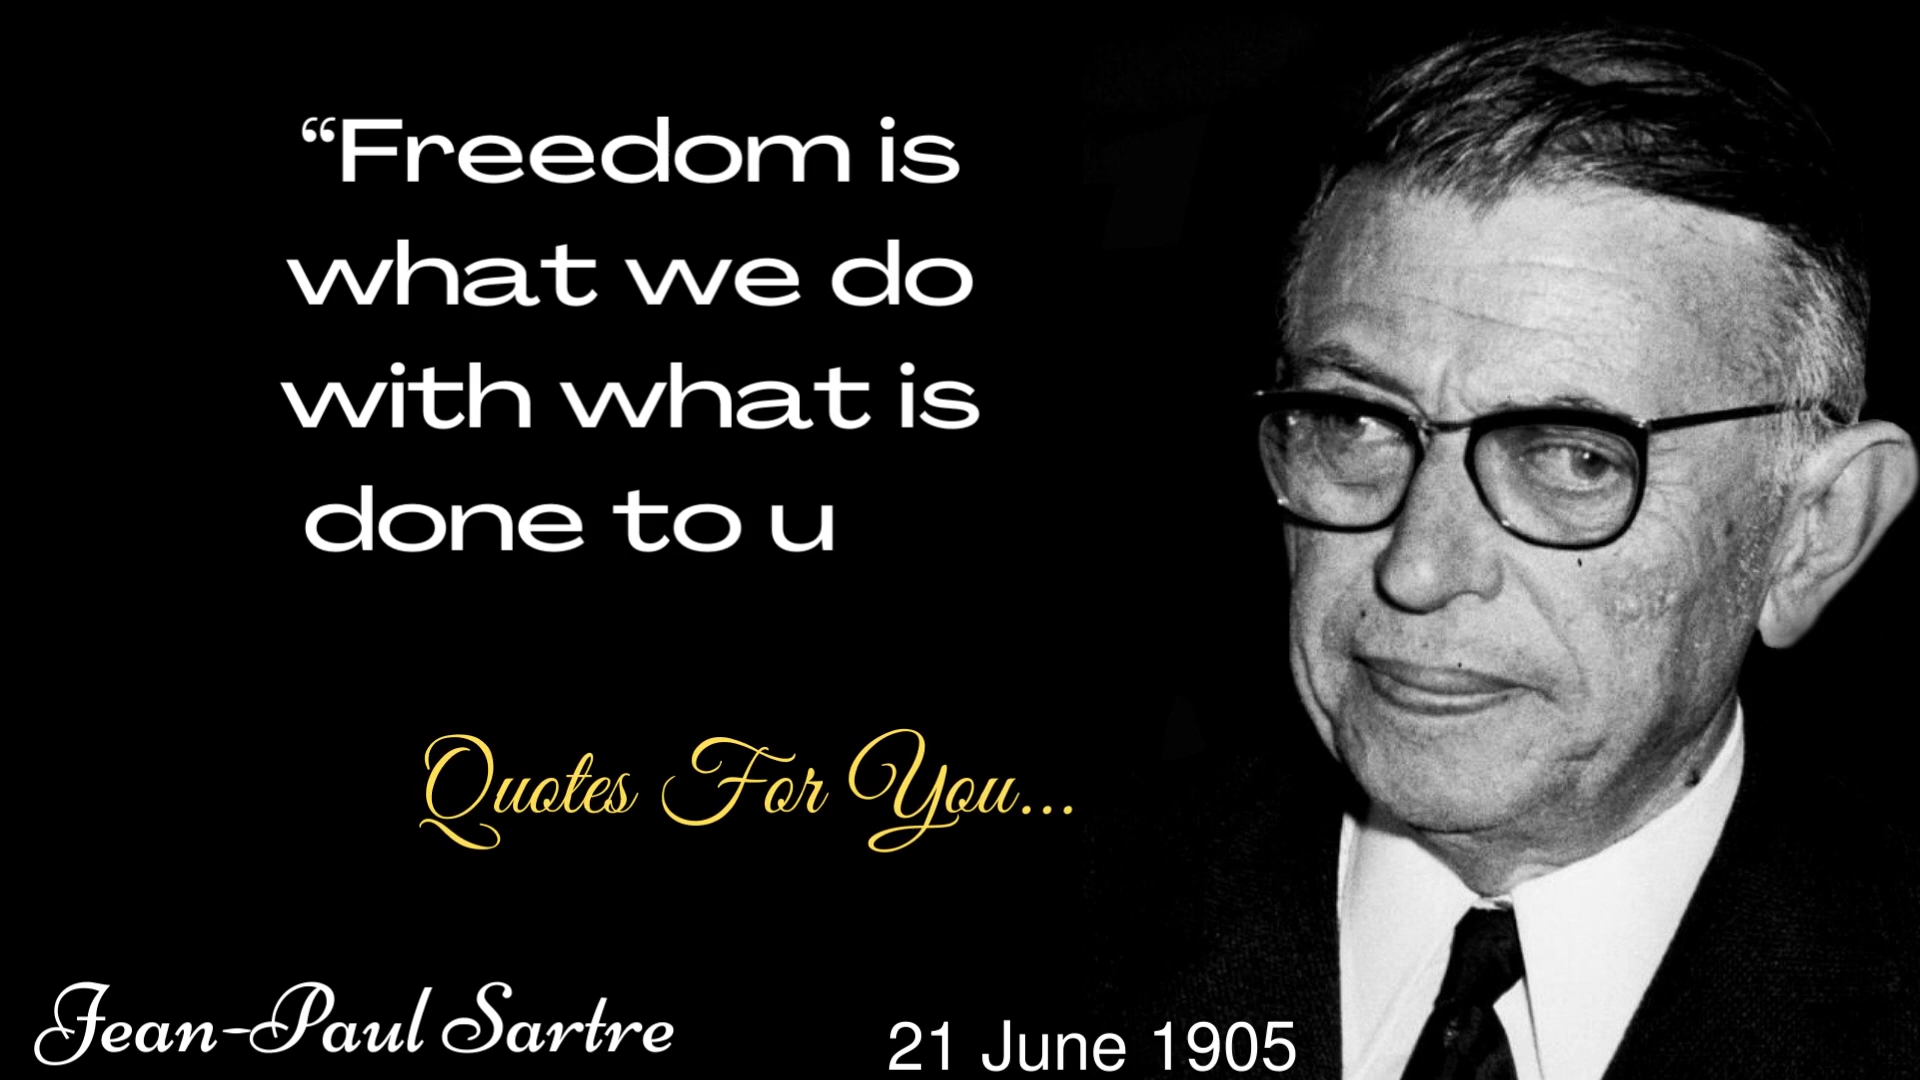 “Freedom is
what we do
with what is
done to u
Quotes For You...
Jean-Paul Sartre
21 June 1905